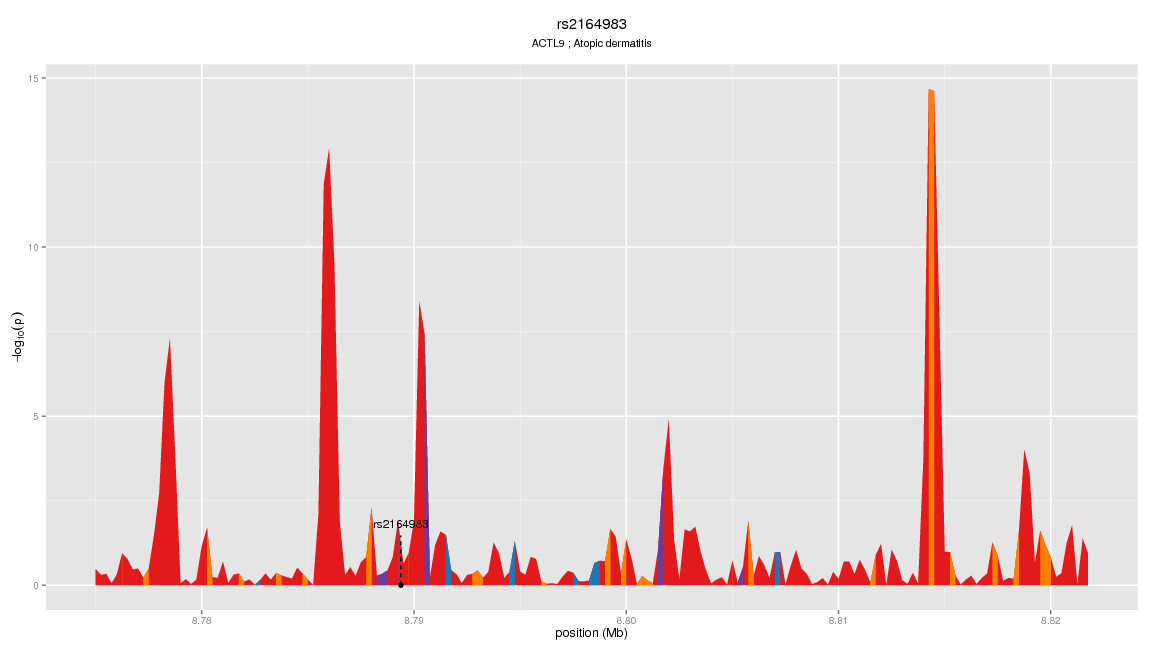 rs2164983
ACTL9 ; Atopic dermatitis
15
10
5
0
−log10(p)
rs2164983
8.78 8.79 8.80 8.81 8.82
position (Mb)